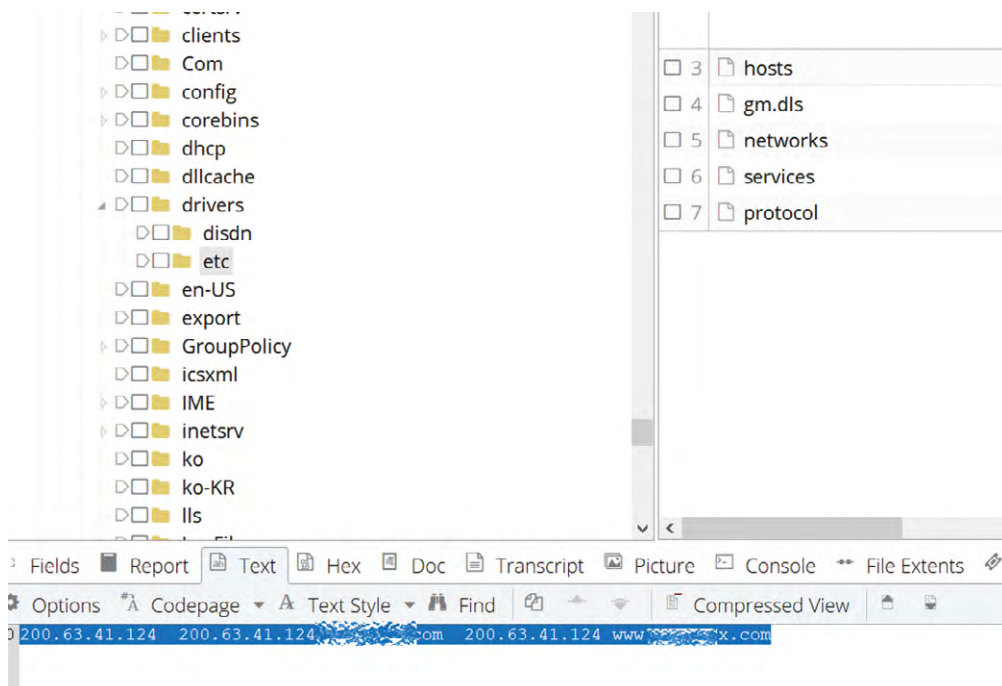 clients
Com
config
corebins
dhcp
dllcache
drivers
disdn
etc
en-US
export
GroupPolicy
icsxml
IME
inetsrv
ko
ko-KR
lls
3 hosts
4 gm.dls
5 networks
6 services
7 protocol
Fields Report Text Hex Doc Transcript Picture Console File Extents
Options Codepage Text Style Find Compressed View
200.63.41.124 200.63.41.124 com 200.63.41.124 www x.com